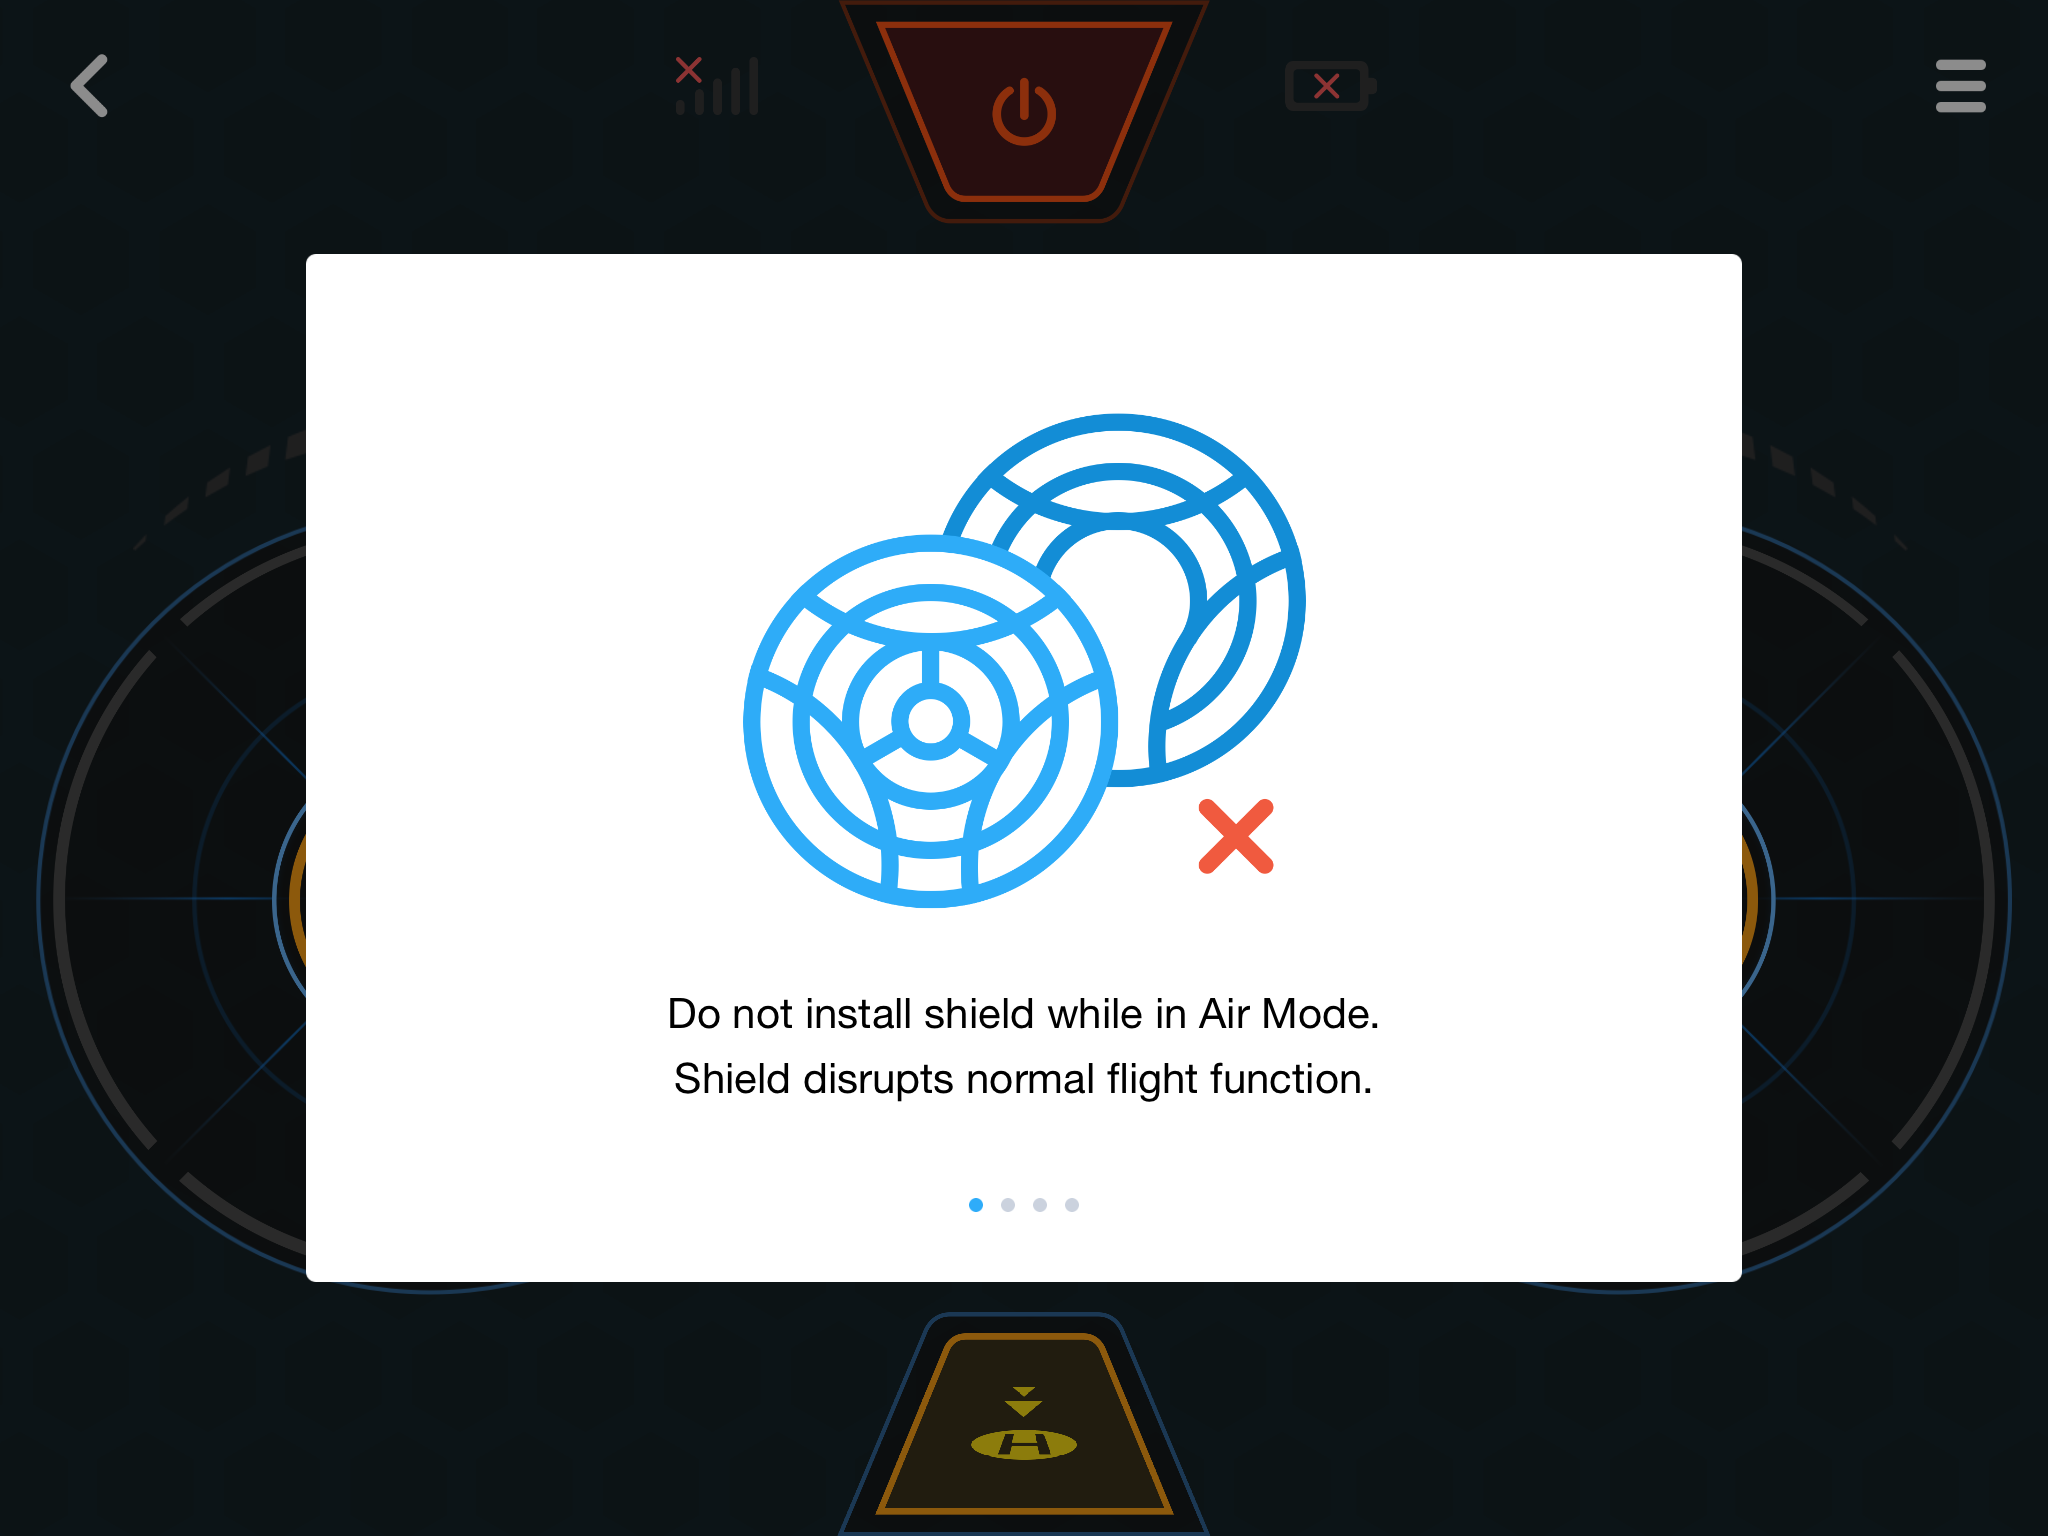 Do not install shield while in Air Mode.
Shield disrupts normal flight function.
H